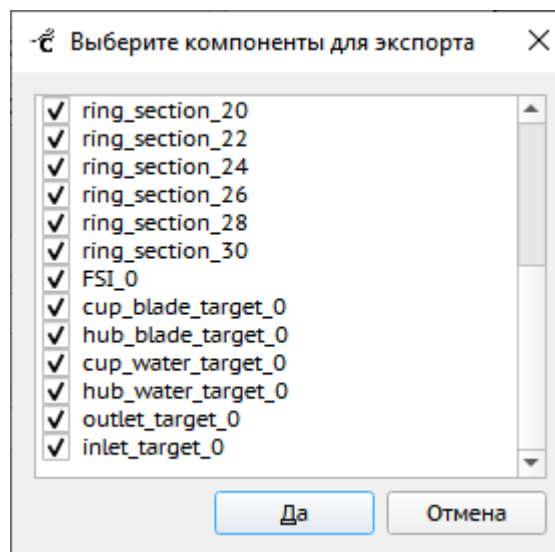 Выберите компоненты для экспорта
ring_section_20
ring_section_22
ring_section_24
ring_section_26
ring_section_28
ring_section_30
FSI_0
cup_blade_target_0
hub_blade_target_0
cup_water_target_0
hub_water_target_0
outlet_target_0
inlet_target_0
Да
Отмена